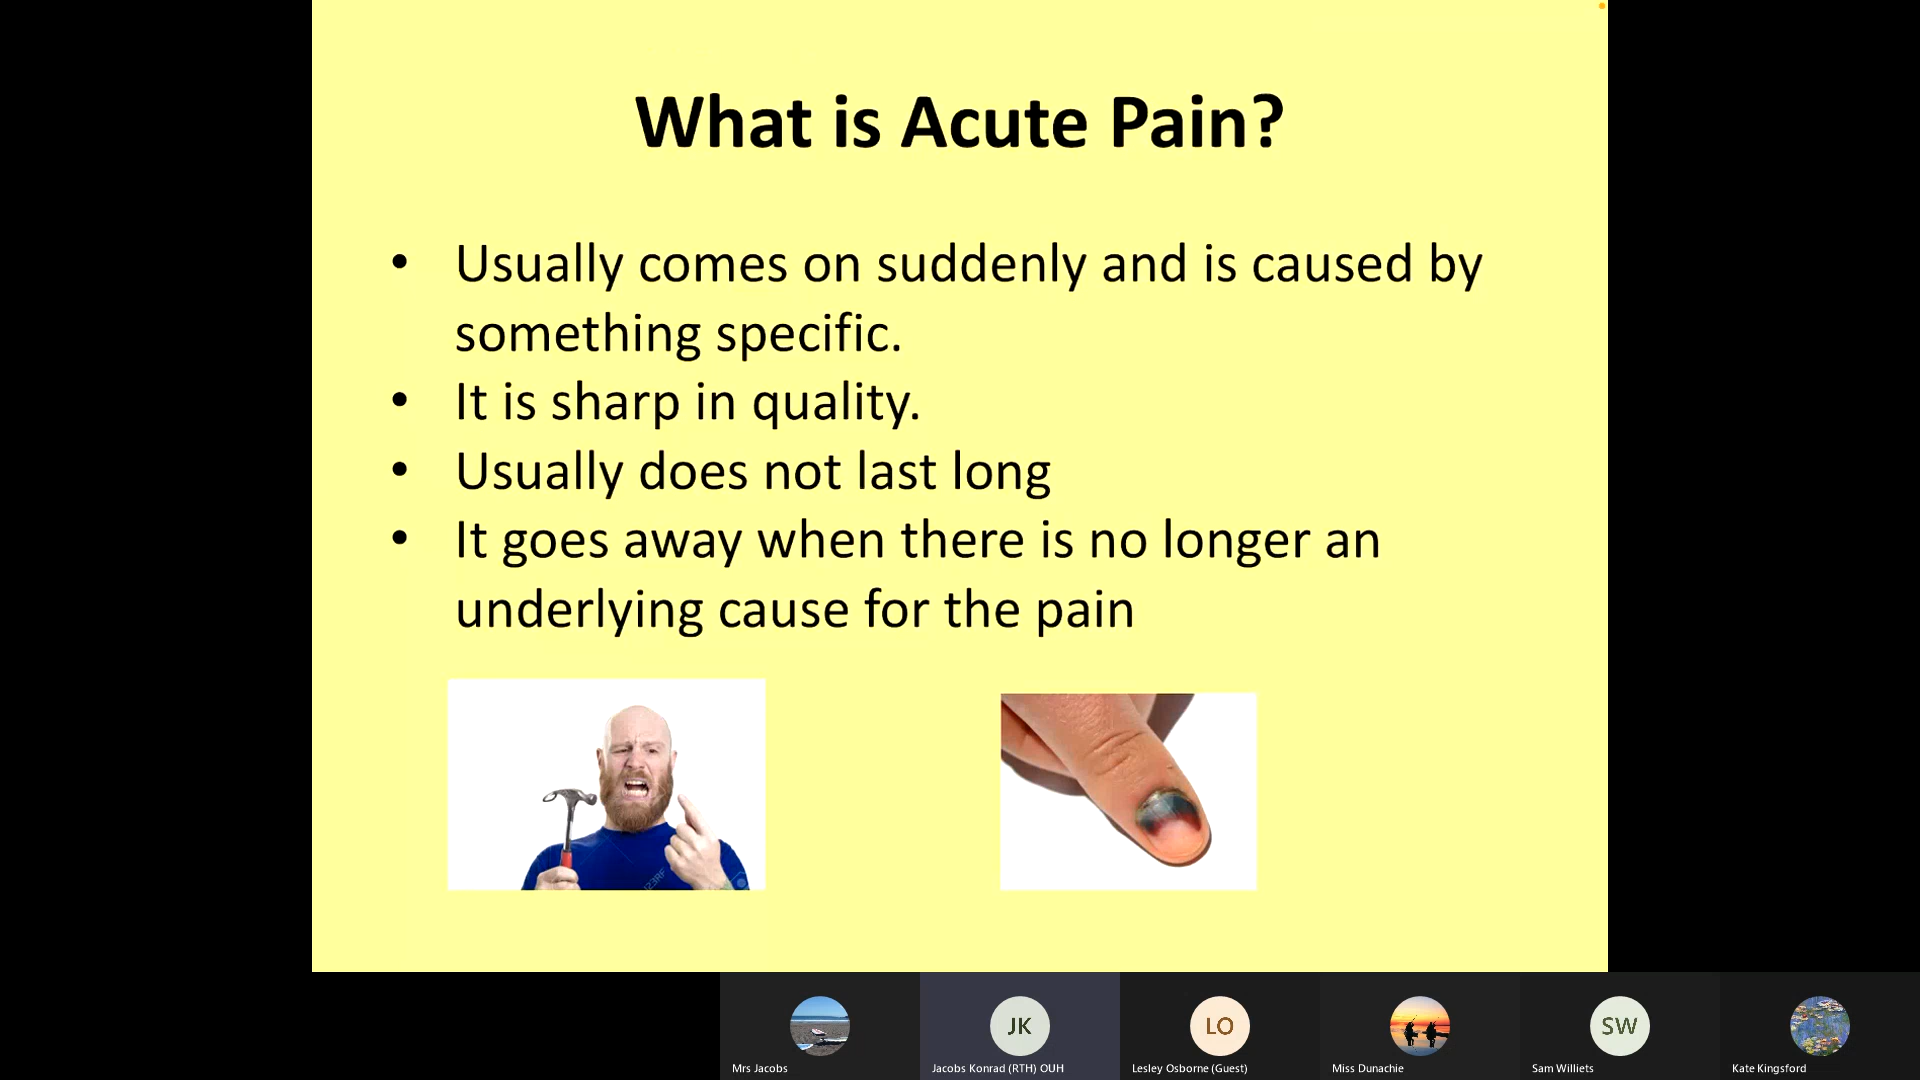 What is Acute Pain?
• Usually comes on suddenly and is caused by
something specific.
• It is sharp in quality.
• Usually does not last long
• It goes away when there is no longer an
underlying cause for the pain
123RF
JK
LO
SW
Mrs Jacobs
Jacobs Konrad (RTH) OUH
Lesley Osborne (Guest)
Miss Dunachie
Sam Williets
Kate Kingsford